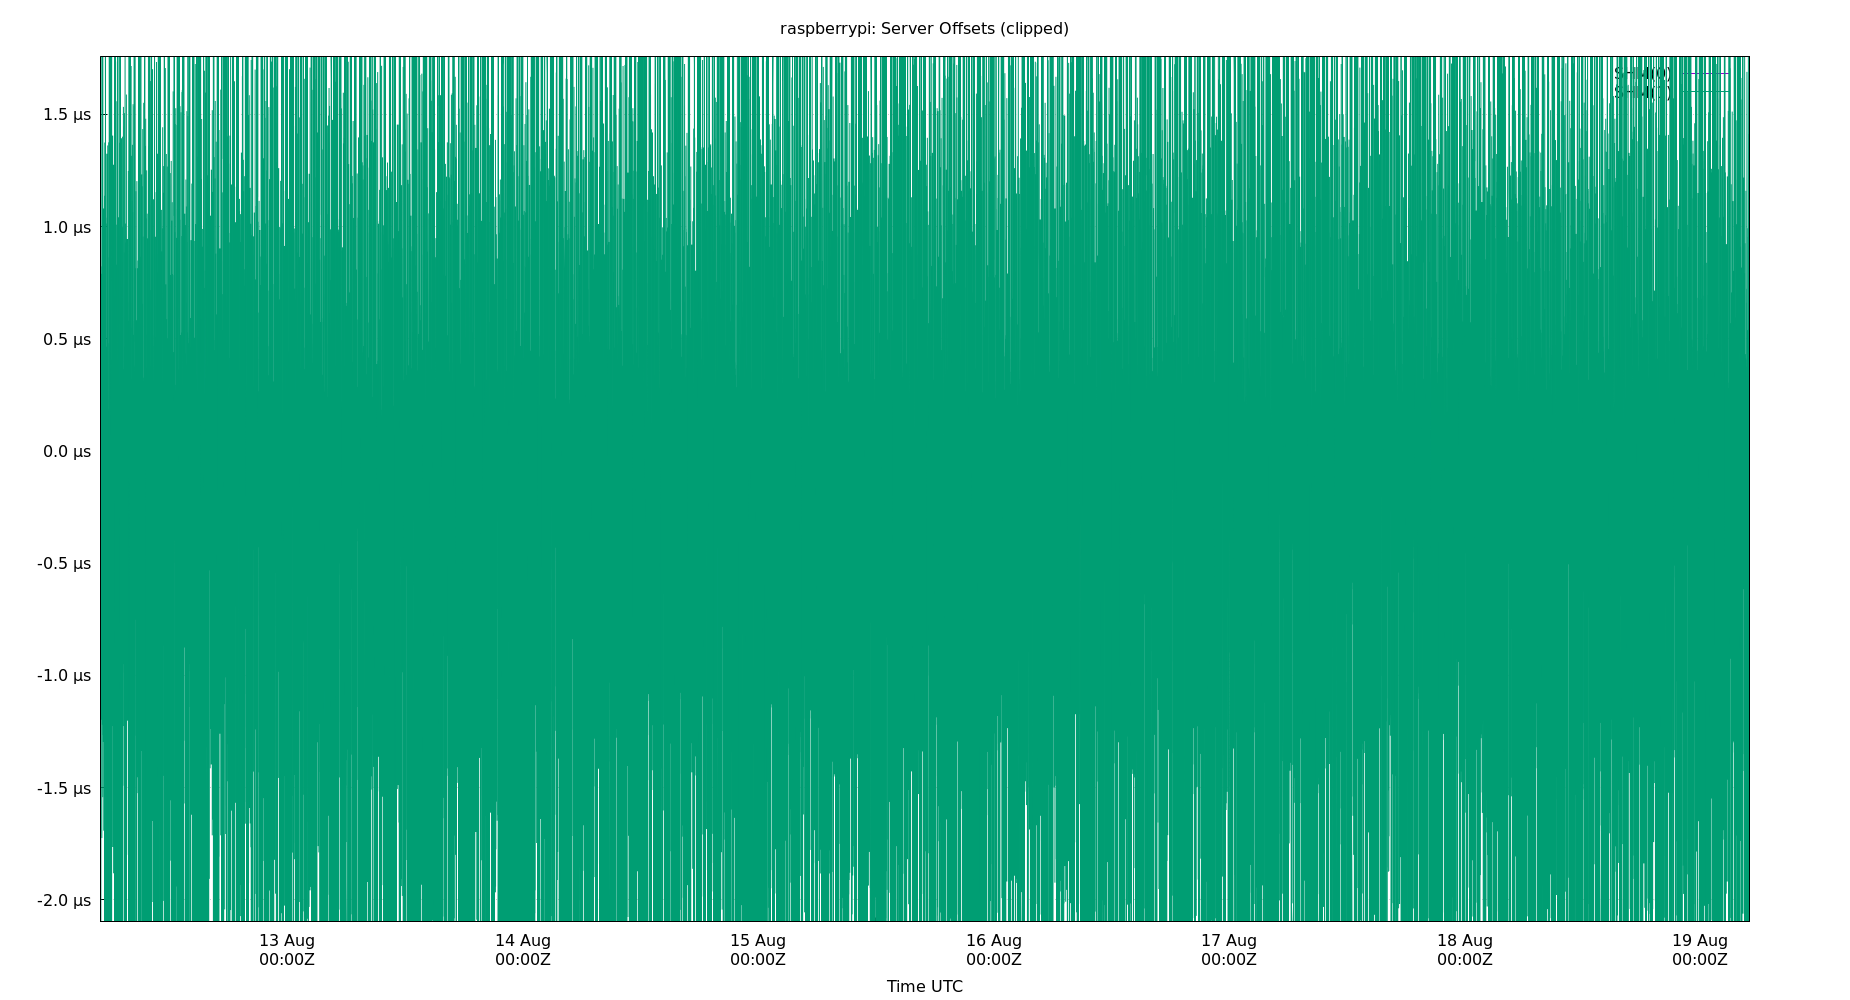 raspberrypi: Server Offsets (clipped)
SHM(0)
1.5 µs
1.0 µs
0.5 µs
0.0 µs
-0.5 µs
-1.0 µs
-1.5 µs
-2.0 µs
13 Aug 14 Aug 15 Aug 16 Aug 17 Aug 18 Aug 19 Aug
00:00Z 00:00Z 00:00Z 00:00Z 00:00Z 00:00Z 00:00Z
Time UTC